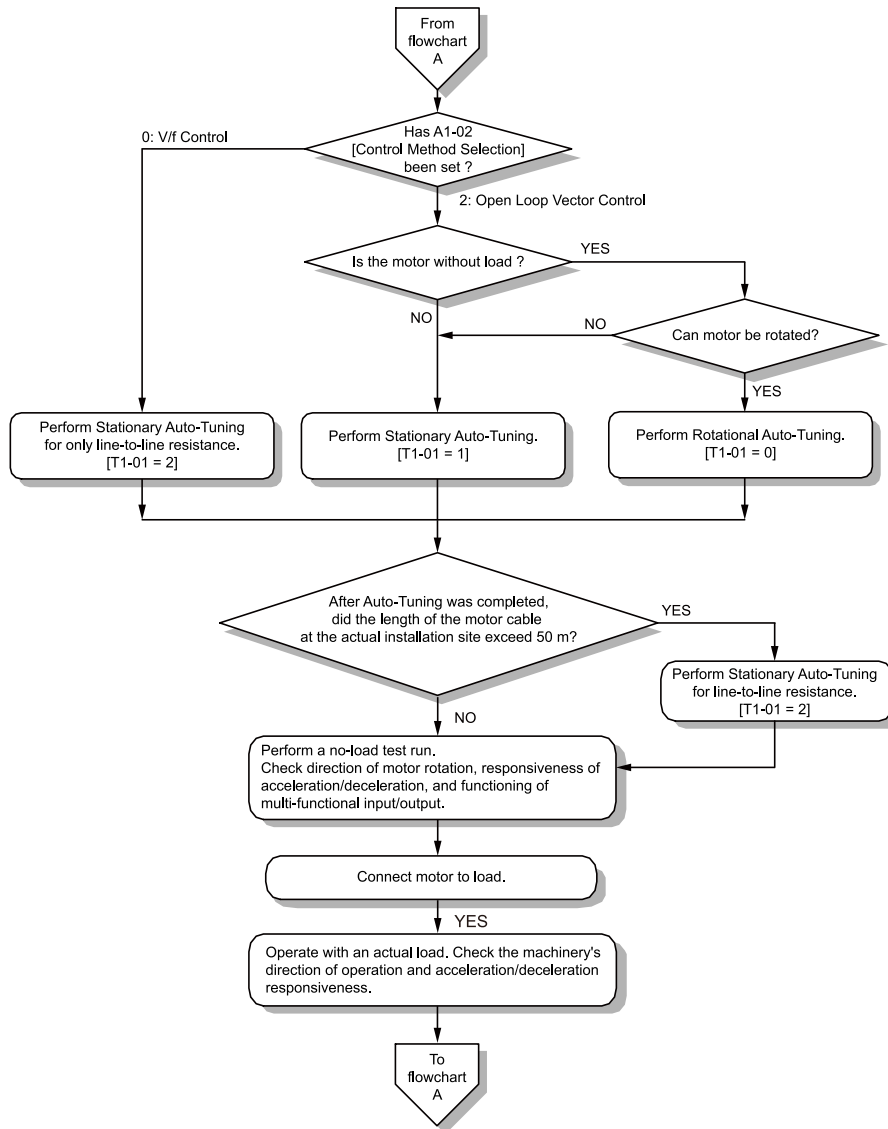 From
flowchart
A
Has A1-02
[Control Method Selection]
been set ?
0: V/f Control
2: Open Loop Vector Control
Is the motor without load ?
YES
NO
NO
Can motor be rotated?
YES
Perform Stationary Auto-Tuning
for only line-to-line resistance.
[T1-01 = 2]
Perform Stationary Auto-Tuning.
[T1-01 = 1]
Perform Rotational Auto-Tuning.
[T1-01 = 0]
After Auto-Tuning was completed,
did the length of the motor cable
at the actual installation site exceed 50 m?
YES
Perform Stationary Auto-Tuning
for line-to-line resistance.
[T1-01 = 2]
NO
Perform a no-load test run.
Check direction of motor rotation, responsiveness of
acceleration/deceleration, and functioning of
multi-functional input/output.
Connect motor to load.
YES
Operate with an actual load. Check the machinery's
direction of operation and acceleration/deceleration
responsiveness.
To
flowchart
A